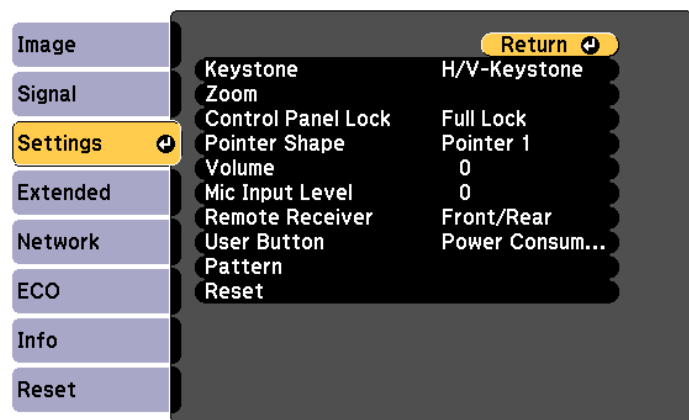 Image
Signal
Settings
Extended
Network
ECO
Info
Reset
Return
Keystone H/V-Keystone
Zoom
Control Panel Lock Full Lock
Pointer Shape Pointer 1
Volume 0
Mic Input Level 0
Remote Receiver Front/Rear
User Button Power Consum...
Pattern
Reset